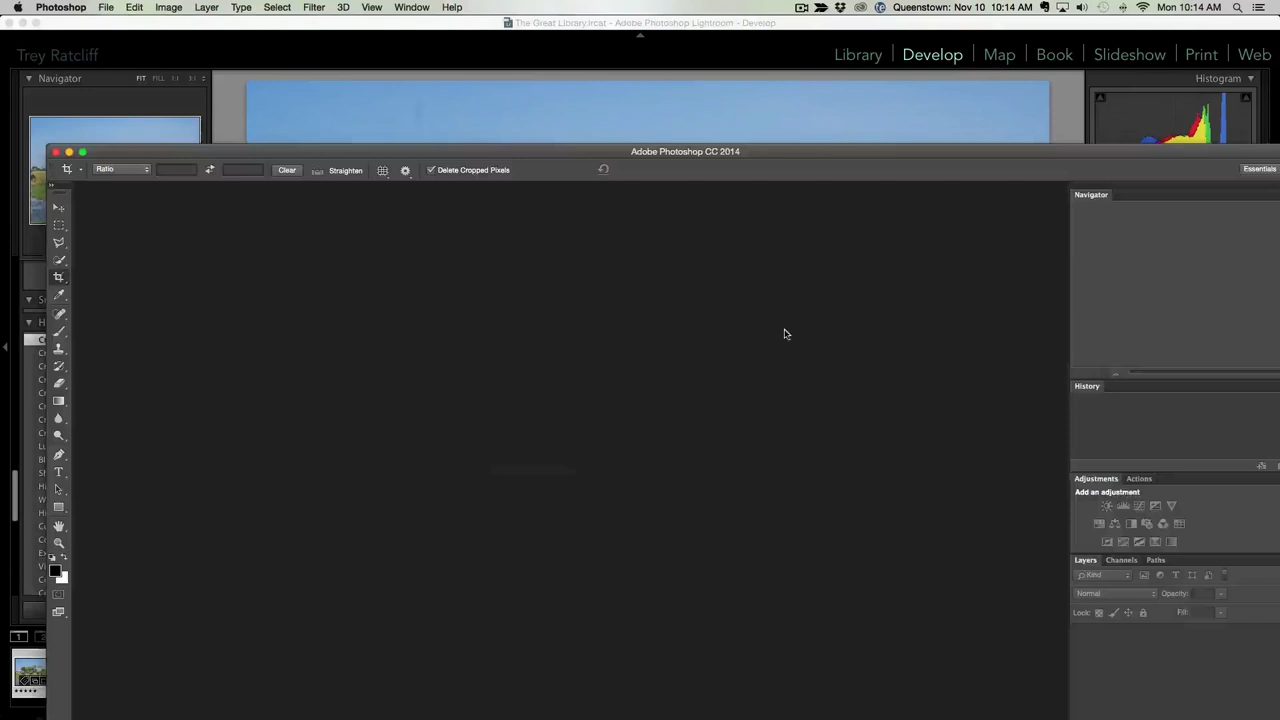 Photoshop File Edit Image Layer Type Select Filter 3D View Window Help Queenstown: Nov 10 10:14 AM Mon 10:14 AM
The Great Library.lrcat - Adobe Photoshop Lightroom - Develop
Trey Ratcliff Library Develop Map Book Slideshow Print Web
Navigator FIT FILL 1:1 3:1 Histogram
Adobe Photoshop CC 2014
Ratio Clear Straighten Delete Cropped Pixels Essentials
Navigator
History
Adjustments Actions
Add an adjustment
Layers Channels Paths
Kind
Normal Opacity:
Lock: Fill:
1